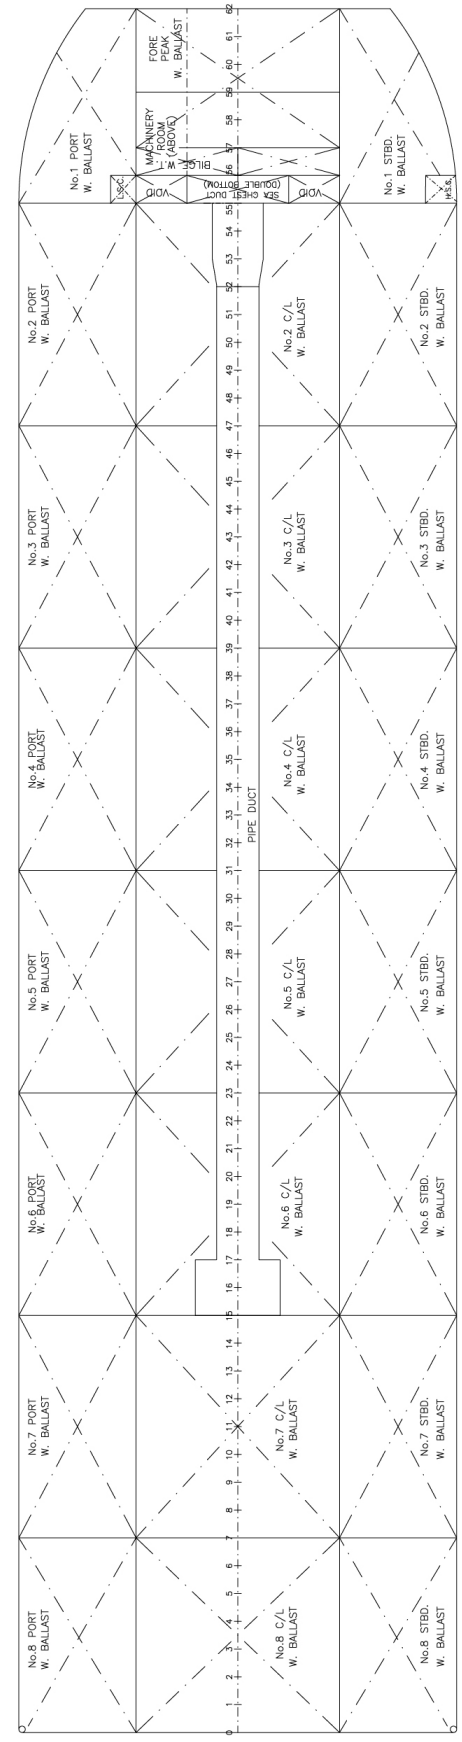 No.8 PORT
W. BALLAST
No.7 PORT
W. BALLAST
No.6 PORT
W. BALLAST
No.5 PORT
W. BALLAST
No.4 PORT
W. BALLAST
No.3 PORT
W. BALLAST
No.2 PORT
W. BALLAST
No.1 PORT
W. BALLAST
L.S.C.
FORE
PEAK
W. BALLAST
MACHINERY
ROOM
(ABOVE)
BILGE W.T.
VOID
SEA CHEST DUCT
(DOUBLE BOTTOM)
VOID
0 1 2 3 4 5 6 7 8 9 10 11 12 13 14 15 16 17 18 19 20 21 22 23 24 25 26 27 28 29 30 31 32 33 34 35 36 37 38 39 40 41 42 43 44 45 46 47 48 49 50 51 52 53 54 55 56 57 58 59 60 61 62
PIPE DUCT
No.8 C/L
W. BALLAST
No.7 C/L
W. BALLAST
No.6 C/L
W. BALLAST
No.5 C/L
W. BALLAST
No.4 C/L
W. BALLAST
No.3 C/L
W. BALLAST
No.2 C/L
W. BALLAST
No.8 STBD.
W. BALLAST
No.7 STBD.
W. BALLAST
No.6 STBD.
W. BALLAST
No.5 STBD.
W. BALLAST
No.4 STBD.
W. BALLAST
No.3 STBD.
W. BALLAST
No.2 STBD.
W. BALLAST
No.1 STBD.
W. BALLAST
H.S.S.